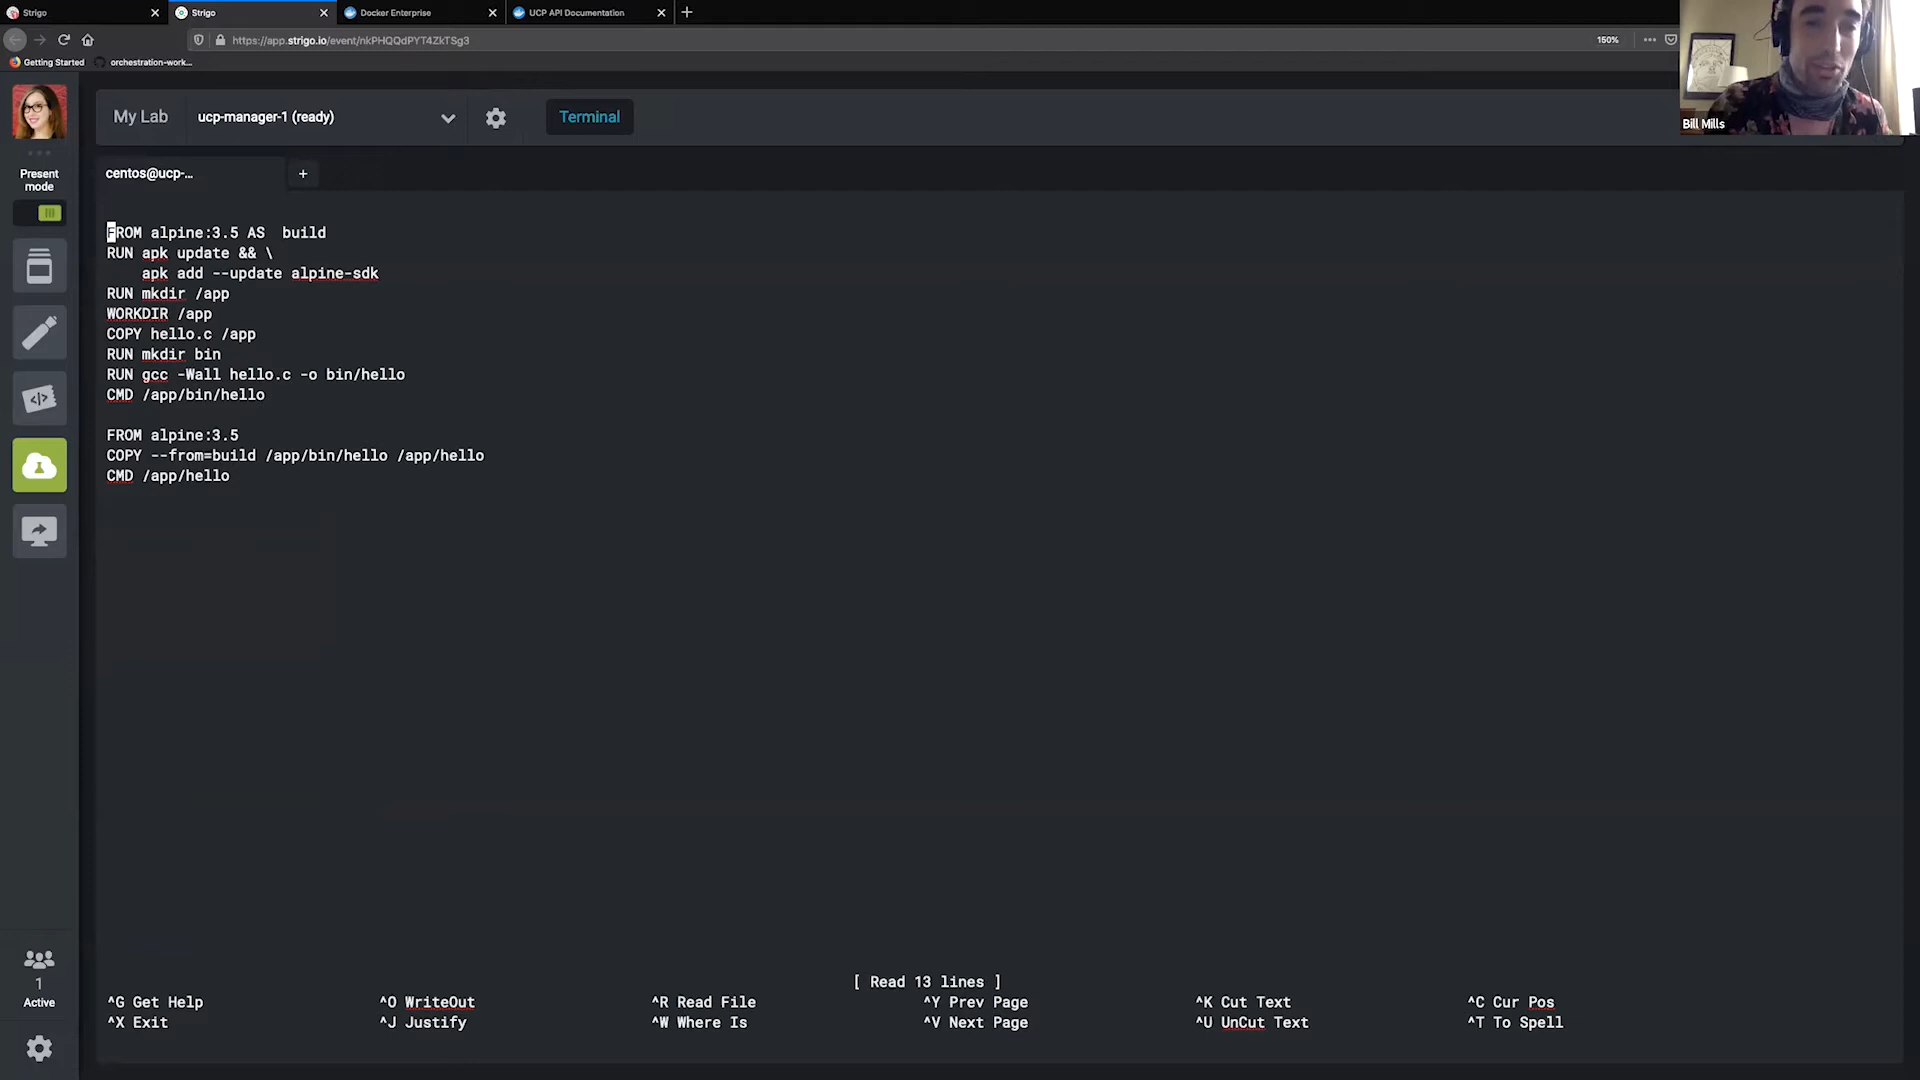 Strigo
Strigo
Docker Enterprise
UCP API Documentation
https://app.strigo.io/event/nkPHQQdPYT4ZkTSg3
150%
Getting Started
orchestration-work...
Bill Mills
My Lab
ucp-manager-1 (ready)
Terminal
Present
mode
centos@ucp-...
+
FROM alpine:3.5 AS  build
RUN apk update && \
    apk add --update alpine-sdk
RUN mkdir /app
WORKDIR /app
COPY hello.c /app
RUN mkdir bin
RUN gcc -Wall hello.c -o bin/hello
CMD /app/bin/hello
FROM alpine:3.5
COPY --from=build /app/bin/hello /app/hello
CMD /app/hello
1
Active
[ Read 13 lines ]
^G Get Help ^O WriteOut ^R Read File ^Y Prev Page ^K Cut Text ^C Cur Pos
^X Exit ^J Justify ^W Where Is ^V Next Page ^U UnCut Text ^T To Spell